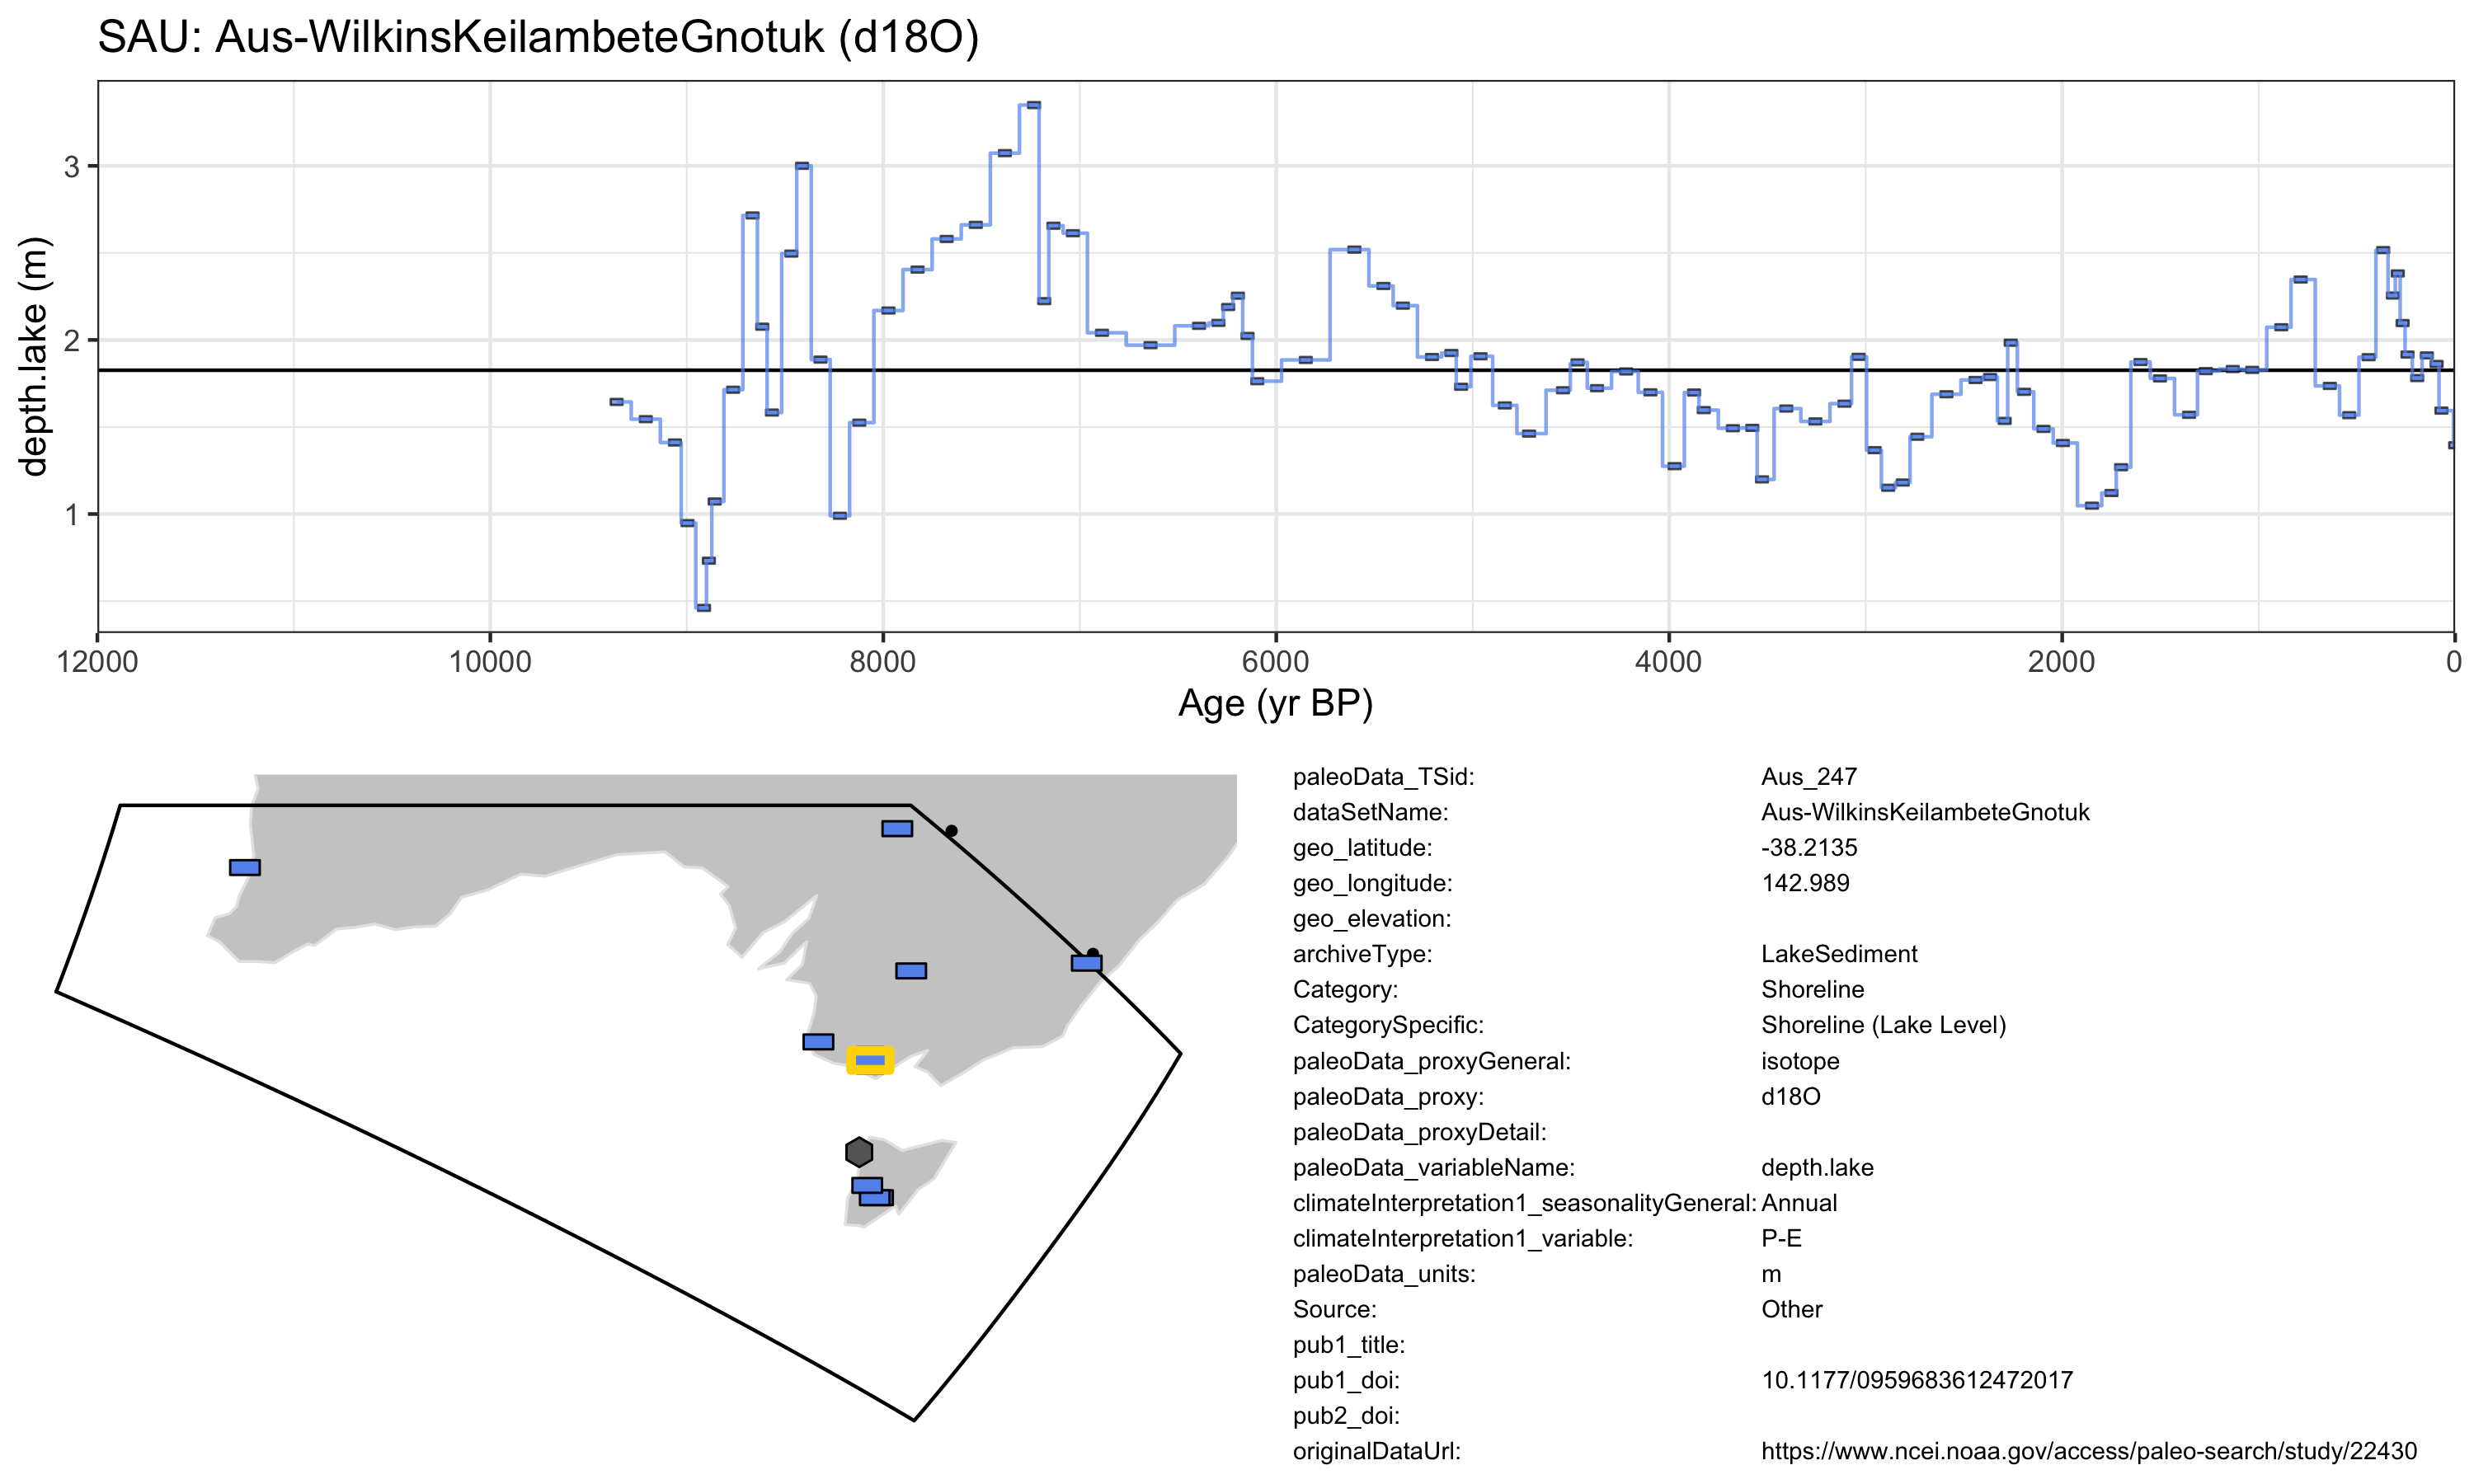 SAU: Aus-WilkinsKeilambeteGnotuk (d18O)
depth.lake (m)
3
2
1
12000 10000 8000 6000 4000 2000 0
Age (yr BP)
paleoData_TSid: Aus_247
dataSetName: Aus-WilkinsKeilambeteGnotuk
geo_latitude: -38.2135
geo_longitude: 142.989
geo_elevation:
archiveType: LakeSediment
Category: Shoreline
CategorySpecific: Shoreline (Lake Level)
paleoData_proxyGeneral: isotope
paleoData_proxy: d18O
paleoData_proxyDetail:
paleoData_variableName: depth.lake
climateInterpretation1_seasonalityGeneral: Annual
climateInterpretation1_variable: P-E
paleoData_units: m
Source: Other
pub1_title:
pub1_doi: 10.1177/0959683612472017
pub2_doi:
originalDataUrl: https://www.ncei.noaa.gov/access/paleo-search/study/22430